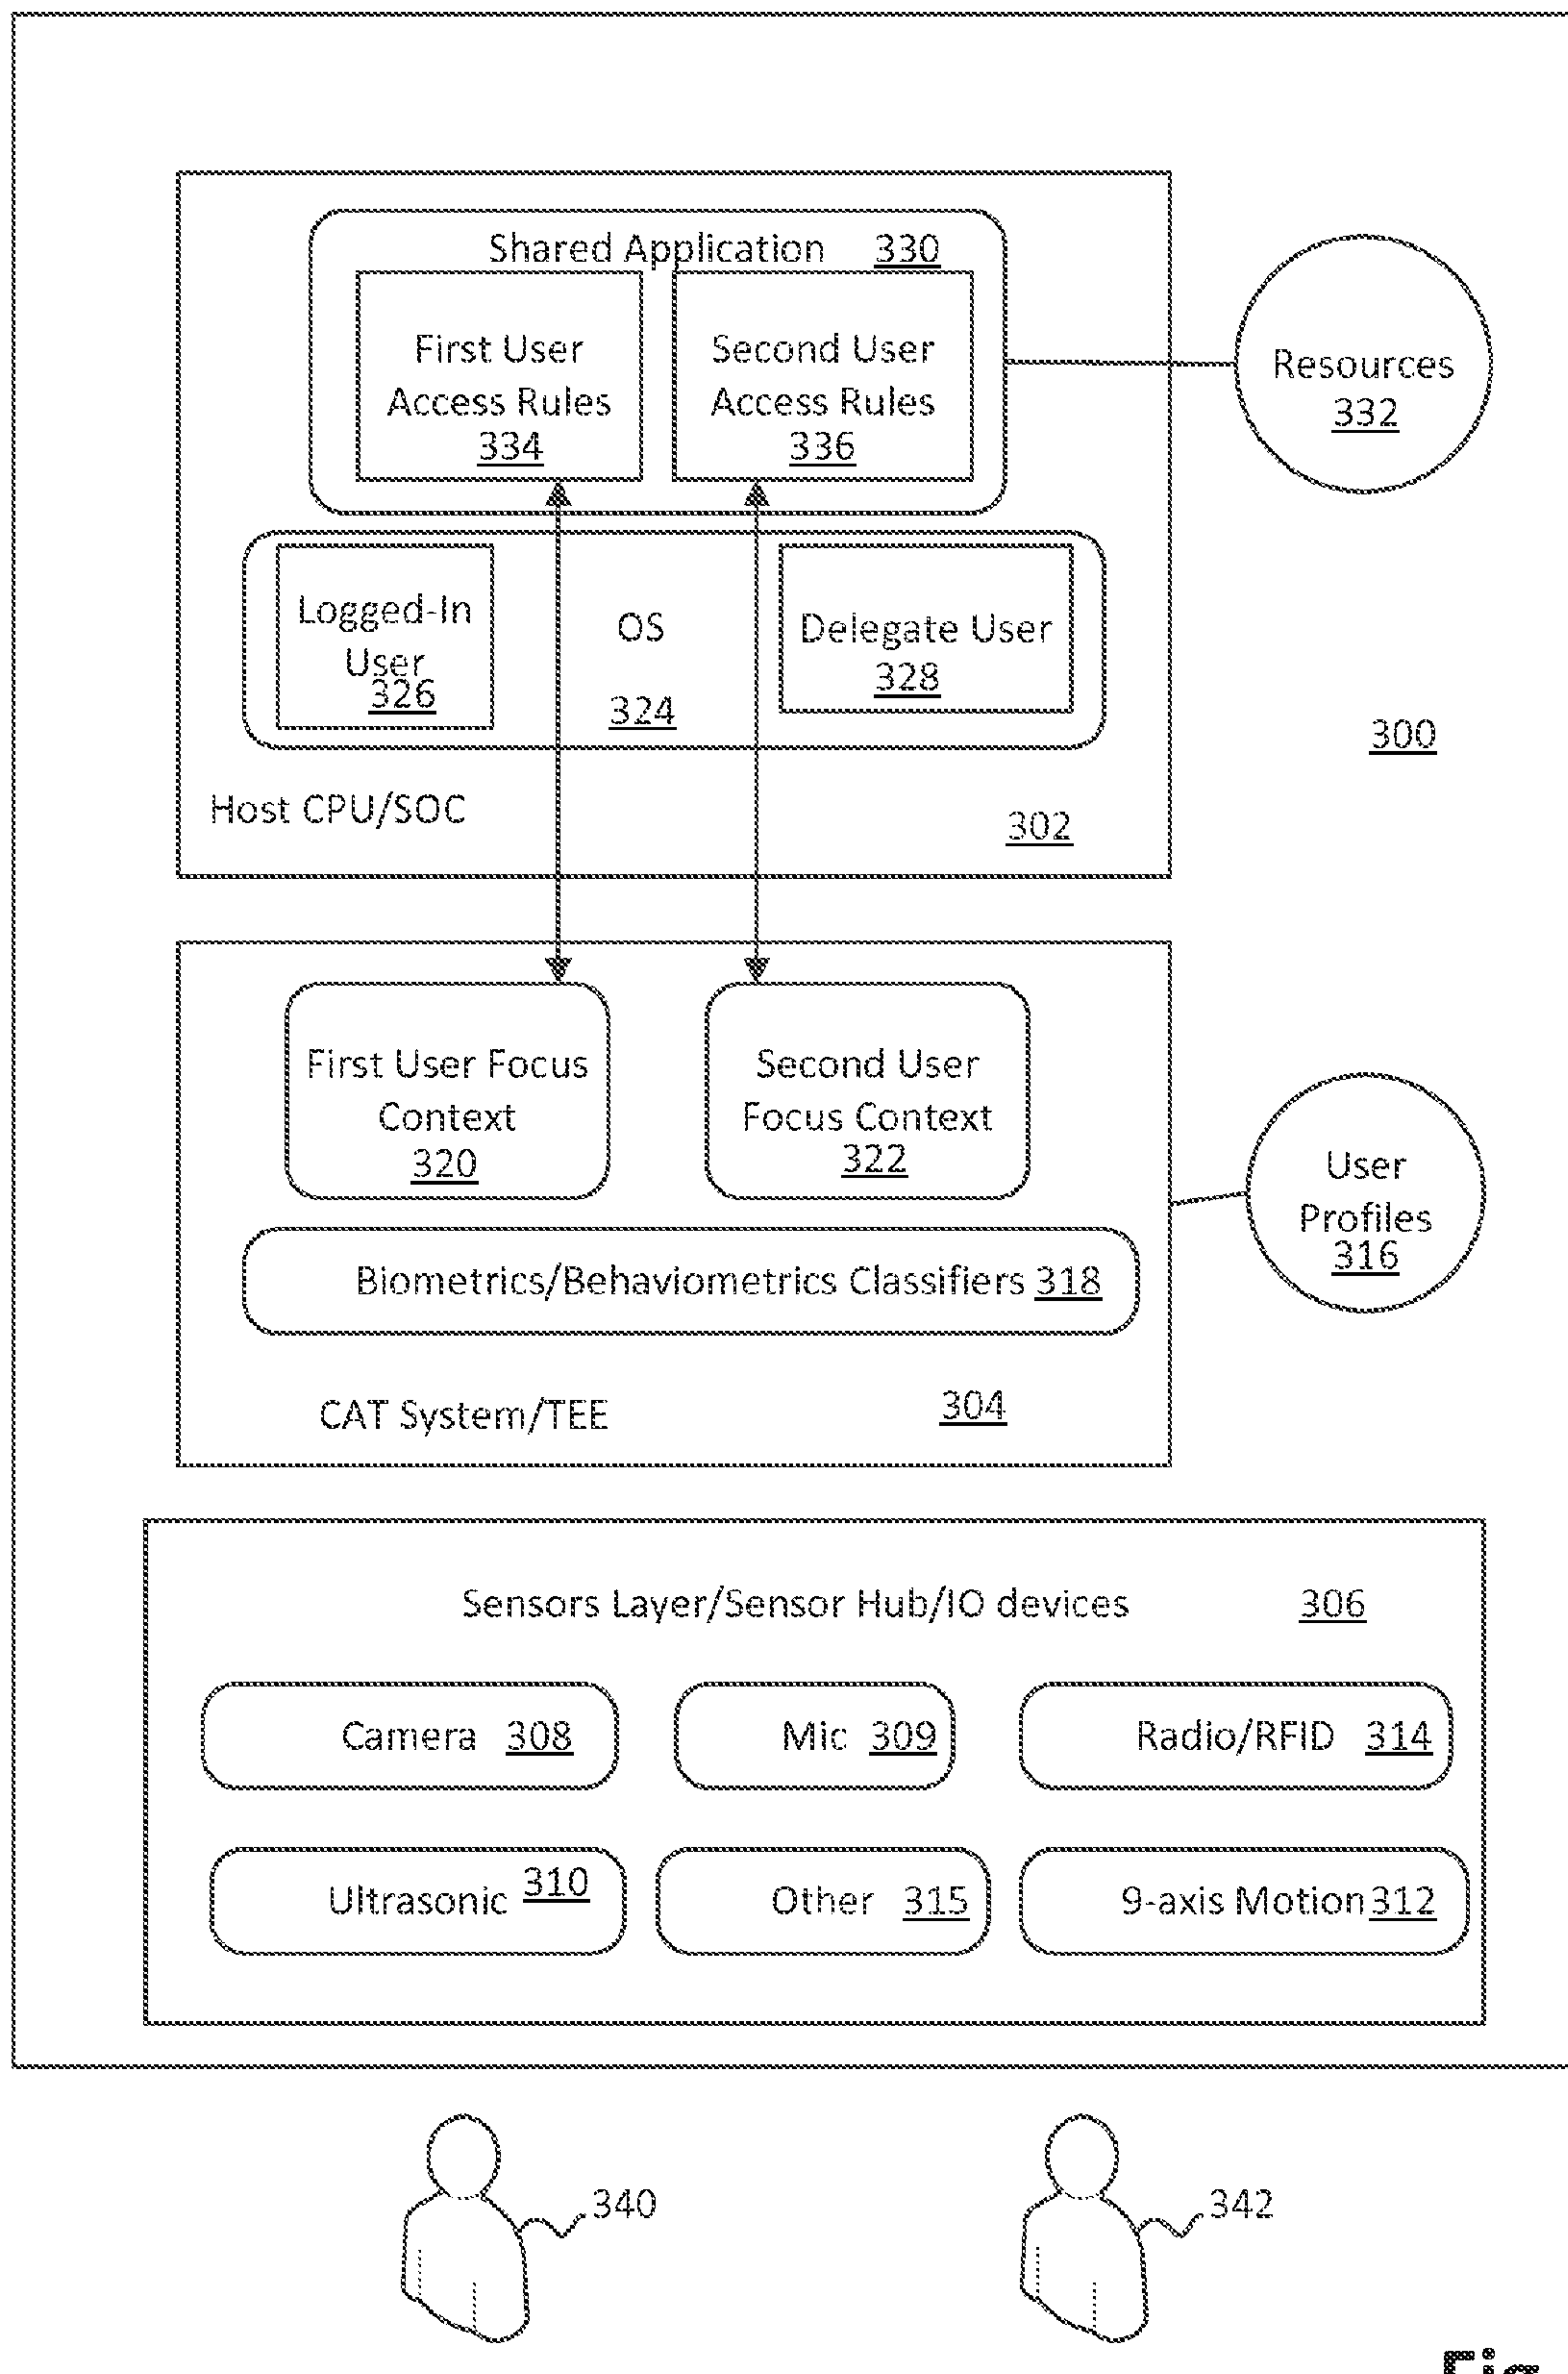 Shared Application 330
First User
Access Rules
334
Second User
Access Rules
336
Resources
332
Logged-In
User
326
OS
324
Delegate User
328
300
Host CPU/SOC
302
First User Focus
Context
320
Second User
Focus Context
322
User
Profiles
316
Biometrics/Behaviometrics Classifiers 318
CAT System/TEE
304
Sensors Layer/Sensor Hub/IO devices 306
Camera 308
Mic 309
Radio/RFID 314
Ultrasonic 310
Other 315
9-axis Motion 312
340
342